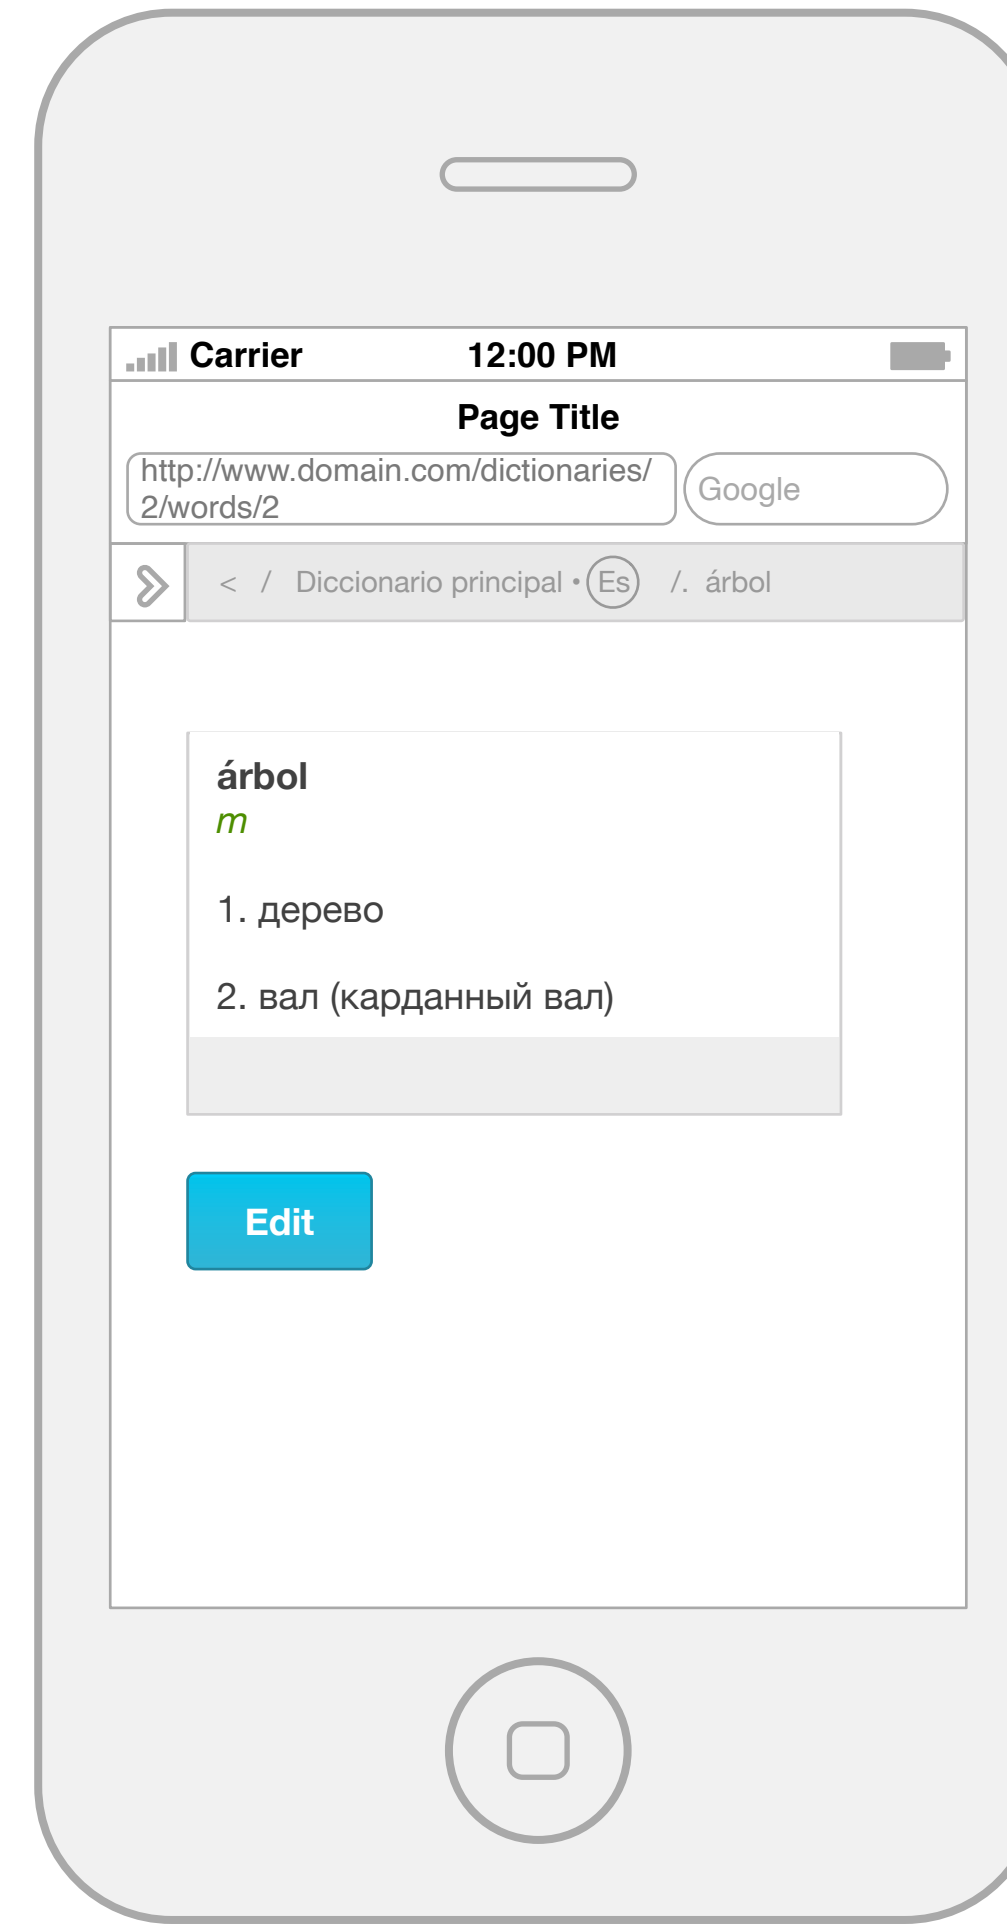 Carrier 12:00 PM
Page Title
http://www.domain.com/dictionaries/
2/words/2
Google
< / Diccionario principal • Es /. árbol
árbol
m
1. дерево
2. вал (карданный вал)
Edit